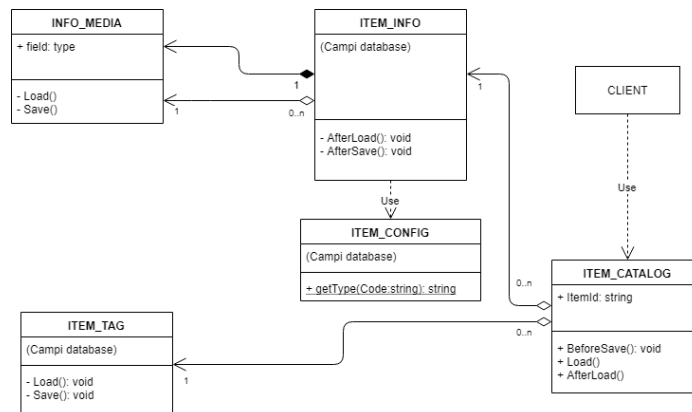 INFO_MEDIA
+ field: type
- Load()
- Save()
ITEM_INFO
(Campi database)
- AfterLoad(): void
- AfterSave(): void
1
1
0..n
1
CLIENT
Use
Use
ITEM_CONFIG
(Campi database)
+ getType(Code:string): string
ITEM_CATALOG
+ ItemId: string
+ BeforeSave(): void
+ Load()
+ AfterLoad()
0..n
0..n
ITEM_TAG
(Campi database)
- Load(): void
- Save(): void
1